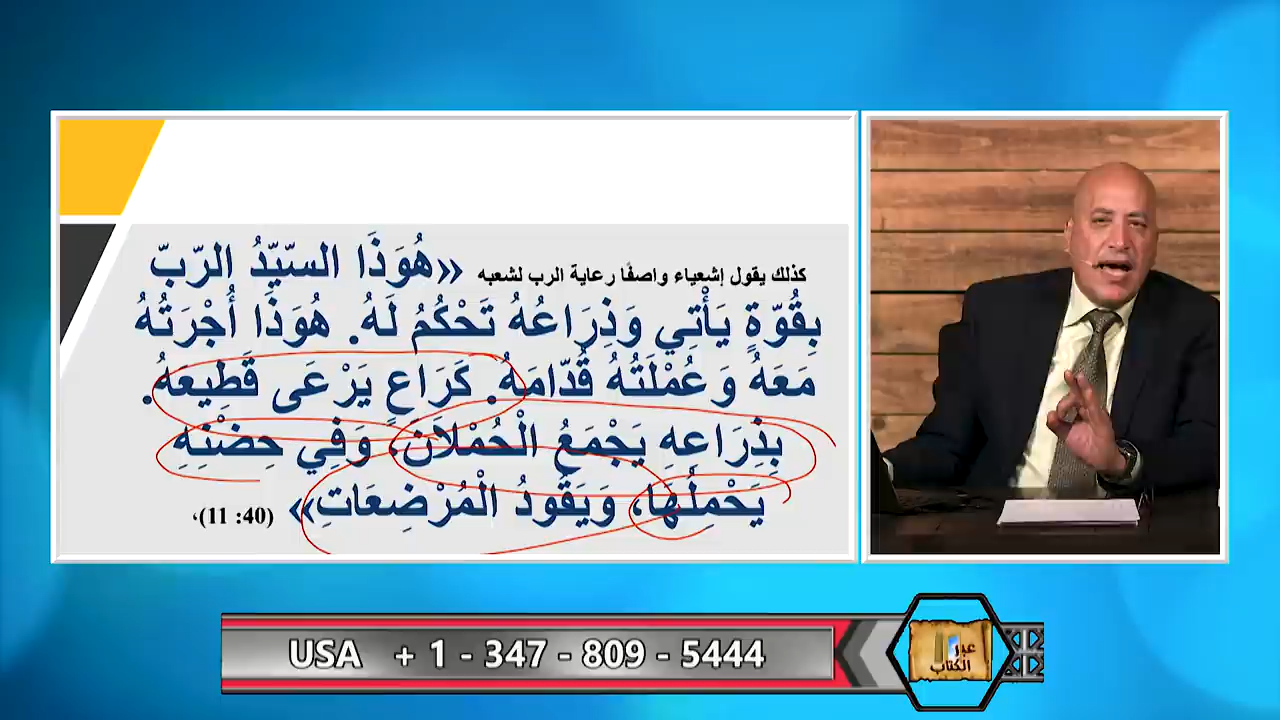 كذلك يقول إشعياء واصفًا رعاية الرب لشعبه «هُوَذَا السَّيِّدُ الرَّبّ
بِقُوَّةٍ يَأْتِي وَذِرَاعُهُ تَحْكُمُ لَهُ. هُوَذَا أُجْرَتُهُ
مَعَهُ وَعُمْلَتُهُ قُدَّامَهُ. كَرَاعٍ يَرْعَى قَطِيعَهُ.
بِذِرَاعِهِ يَجْمَعُ الْحُمْلاَنَ، وَفِي حِضْنِهِ
يَحْمِلُهَا، وَيَقُودُ الْمُرْضِعَاتِ» (40: 11)،
USA + 1 - 347 - 809 - 5444
عبر
الكتاب